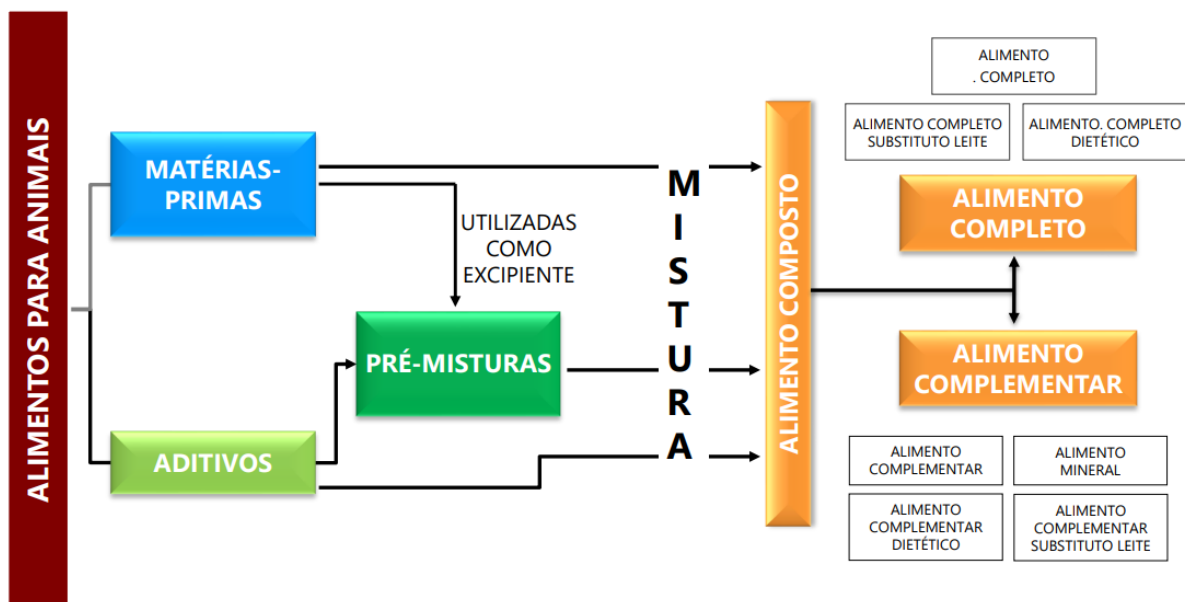 ALIMENTOS PARA ANIMAIS
MATÉRIAS-
PRIMAS
UTILIZADAS
COMO
EXCIPIENTE
PRÉ-MISTURAS
ADITIVOS
MISTURA
ALIMENTO COMPOSTO
ALIMENTO
. COMPLETO
ALIMENTO COMPLETO
SUBSTITUTO LEITE
ALIMENTO. COMPLETO
DIETÉTICO
ALIMENTO
COMPLETO
ALIMENTO
COMPLEMENTAR
ALIMENTO
COMPLEMENTAR
ALIMENTO
MINERAL
ALIMENTO
COMPLEMENTAR
DIETÉTICO
ALIMENTO
COMPLEMENTAR
SUBSTITUTO LEITE